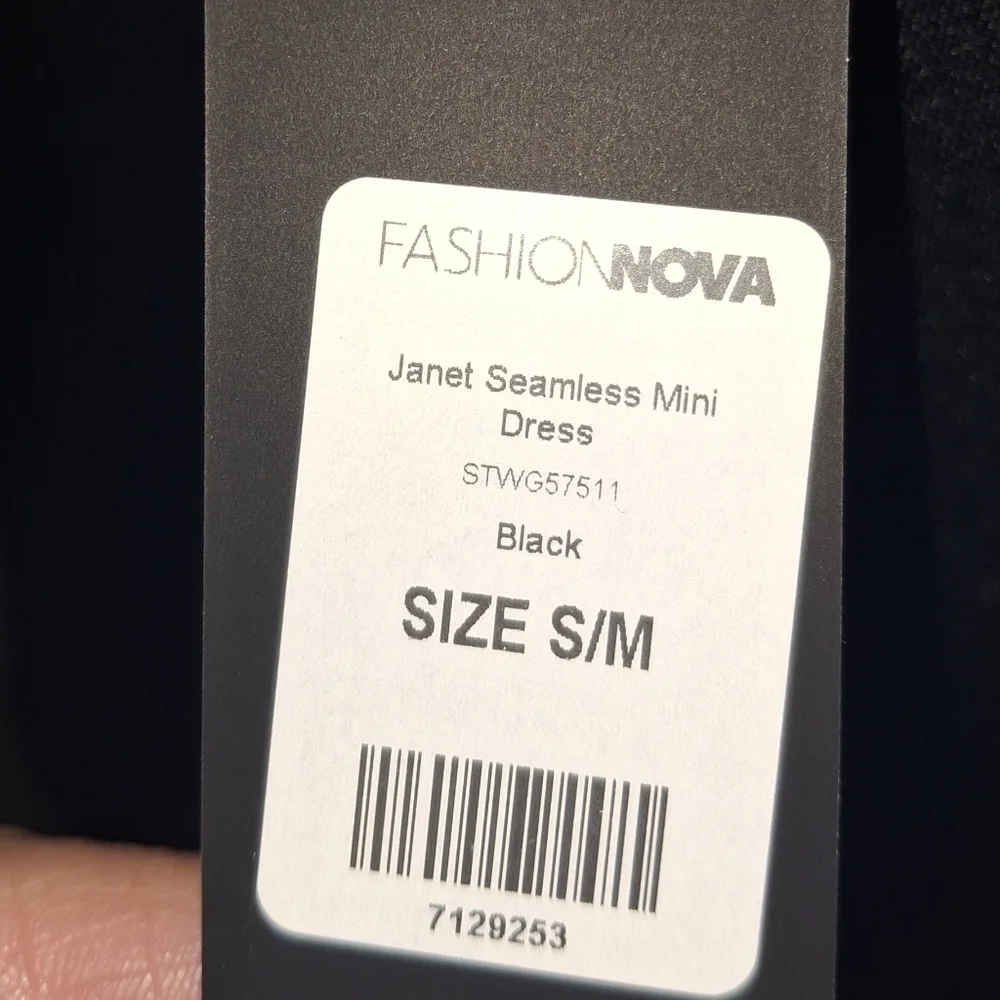 FASHIONNOVA
Janet Seamless Mini
Dress
STWG57511
Black
SIZE S/M
7129253